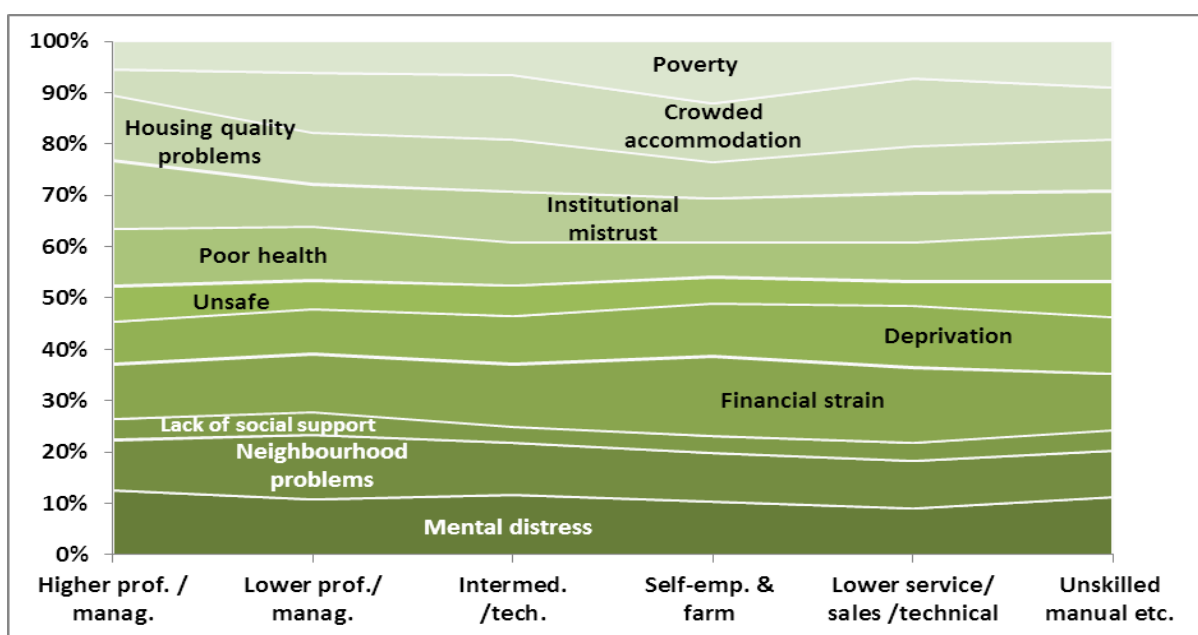 100%
90%
80%
70%
60%
50%
40%
30%
20%
10%
0%
Poverty
Crowded
accommodation
Housing quality
problems
Institutional
mistrust
Poor health
Unsafe
Deprivation
Financial strain
Lack of social support
Neighbourhood
problems
Mental distress
Higher prof. /
manag.
Lower prof./
manag.
Intermed.
/tech.
Self-emp. &
farm
Lower service/
sales /technical
Unskilled
manual etc.